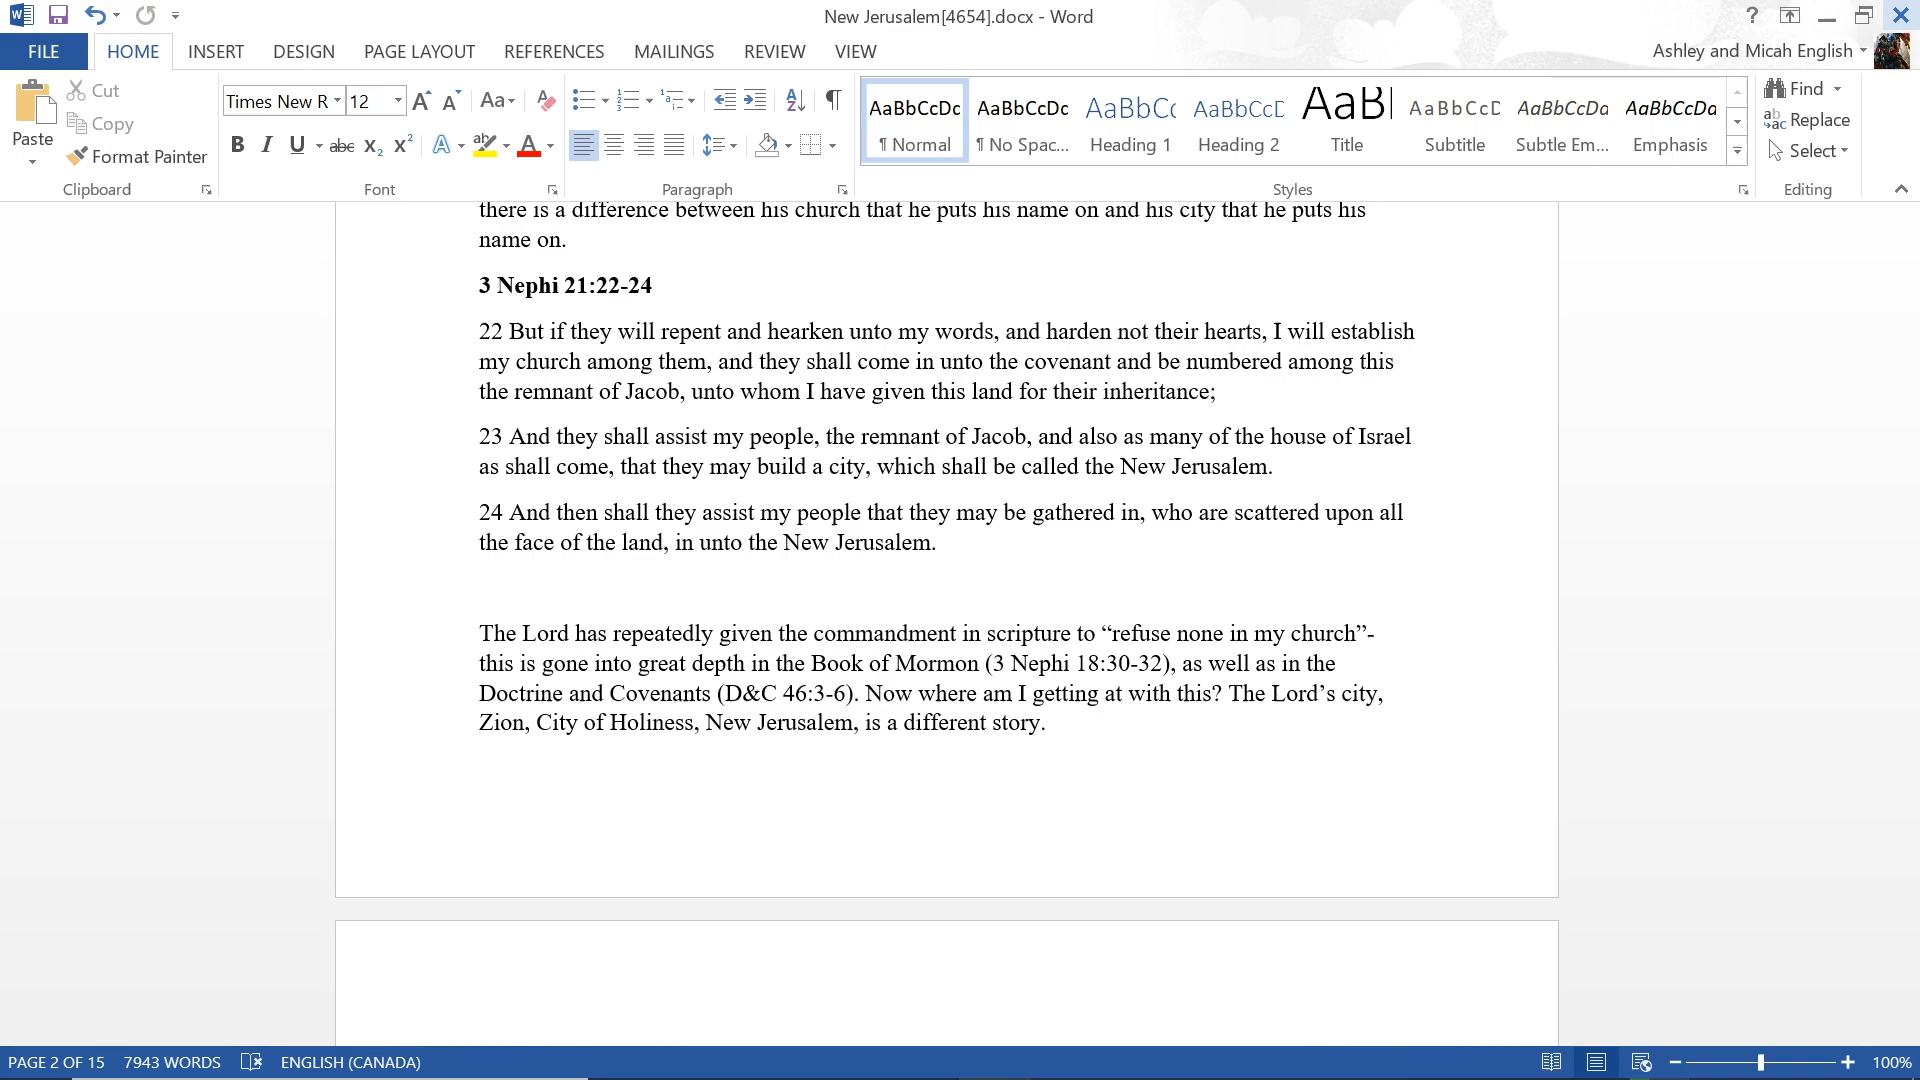 New Jerusalem[4654].docx - Word
?
FILE HOME INSERT DESIGN PAGE LAYOUT REFERENCES MAILINGS REVIEW VIEW
Ashley and Micah English
Paste
Cut
Copy
Format Painter
Clipboard
Times New R 12
Aa
B I U abc X₂ X²
A ab A
Font
Paragraph
AaBbCcDc AaBbCcDc AaBbC AaBbCcD AaB AaBbCcD AaBbCcDa AaBbCcDa
¶ Normal ¶ No Spac... Heading 1 Heading 2 Title Subtitle Subtle Em... Emphasis
Styles
Find
Replace
Select
Editing
there is a difference between his church that he puts his name on and his city that he puts his
name on.
3 Nephi 21:22-24
22 But if they will repent and hearken unto my words, and harden not their hearts, I will establish
my church among them, and they shall come in unto the covenant and be numbered among this
the remnant of Jacob, unto whom I have given this land for their inheritance;
23 And they shall assist my people, the remnant of Jacob, and also as many of the house of Israel
as shall come, that they may build a city, which shall be called the New Jerusalem.
24 And then shall they assist my people that they may be gathered in, who are scattered upon all
the face of the land, in unto the New Jerusalem.
The Lord has repeatedly given the commandment in scripture to “refuse none in my church”-
this is gone into great depth in the Book of Mormon (3 Nephi 18:30-32), as well as in the
Doctrine and Covenants (D&C 46:3-6). Now where am I getting at with this? The Lord’s city,
Zion, City of Holiness, New Jerusalem, is a different story.
PAGE 2 OF 15 7943 WORDS ENGLISH (CANADA)
100%